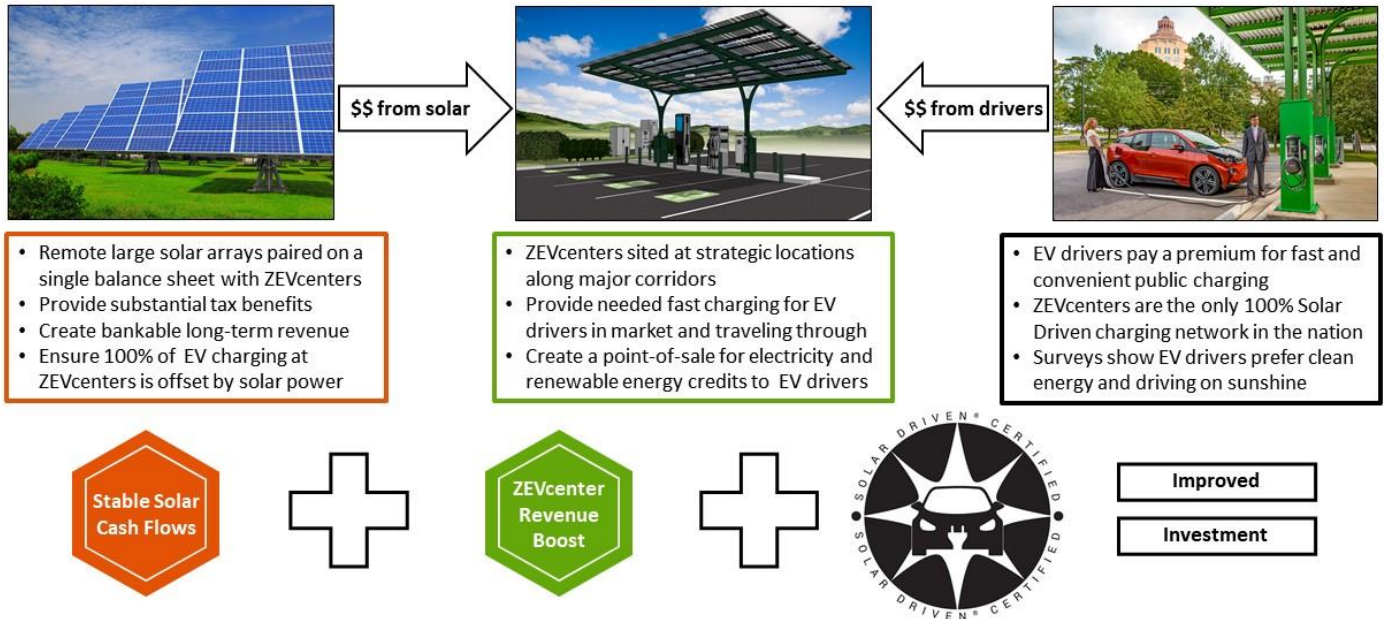 $$ from solar
$$ from drivers
• Remote large solar arrays paired on a
single balance sheet with ZEVcenters
• Provide substantial tax benefits
• Create bankable long-term revenue
• Ensure 100% of EV charging at
ZEVcenters is offset by solar power
• ZEVcenters sited at strategic locations
along major corridors
• Provide needed fast charging for EV
drivers in market and traveling through
• Create a point-of-sale for electricity and
renewable energy credits to EV drivers
• EV drivers pay a premium for fast and
convenient public charging
• ZEVcenters are the only 100% Solar
Driven charging network in the nation
• Surveys show EV drivers prefer clean
energy and driving on sunshine
Stable Solar
Cash Flows
ZEVcenter
Revenue
Boost
SOLAR DRIVEN® CERTIFIED
SOLAR DRIVEN® CERTIFIED
Improved
Investment